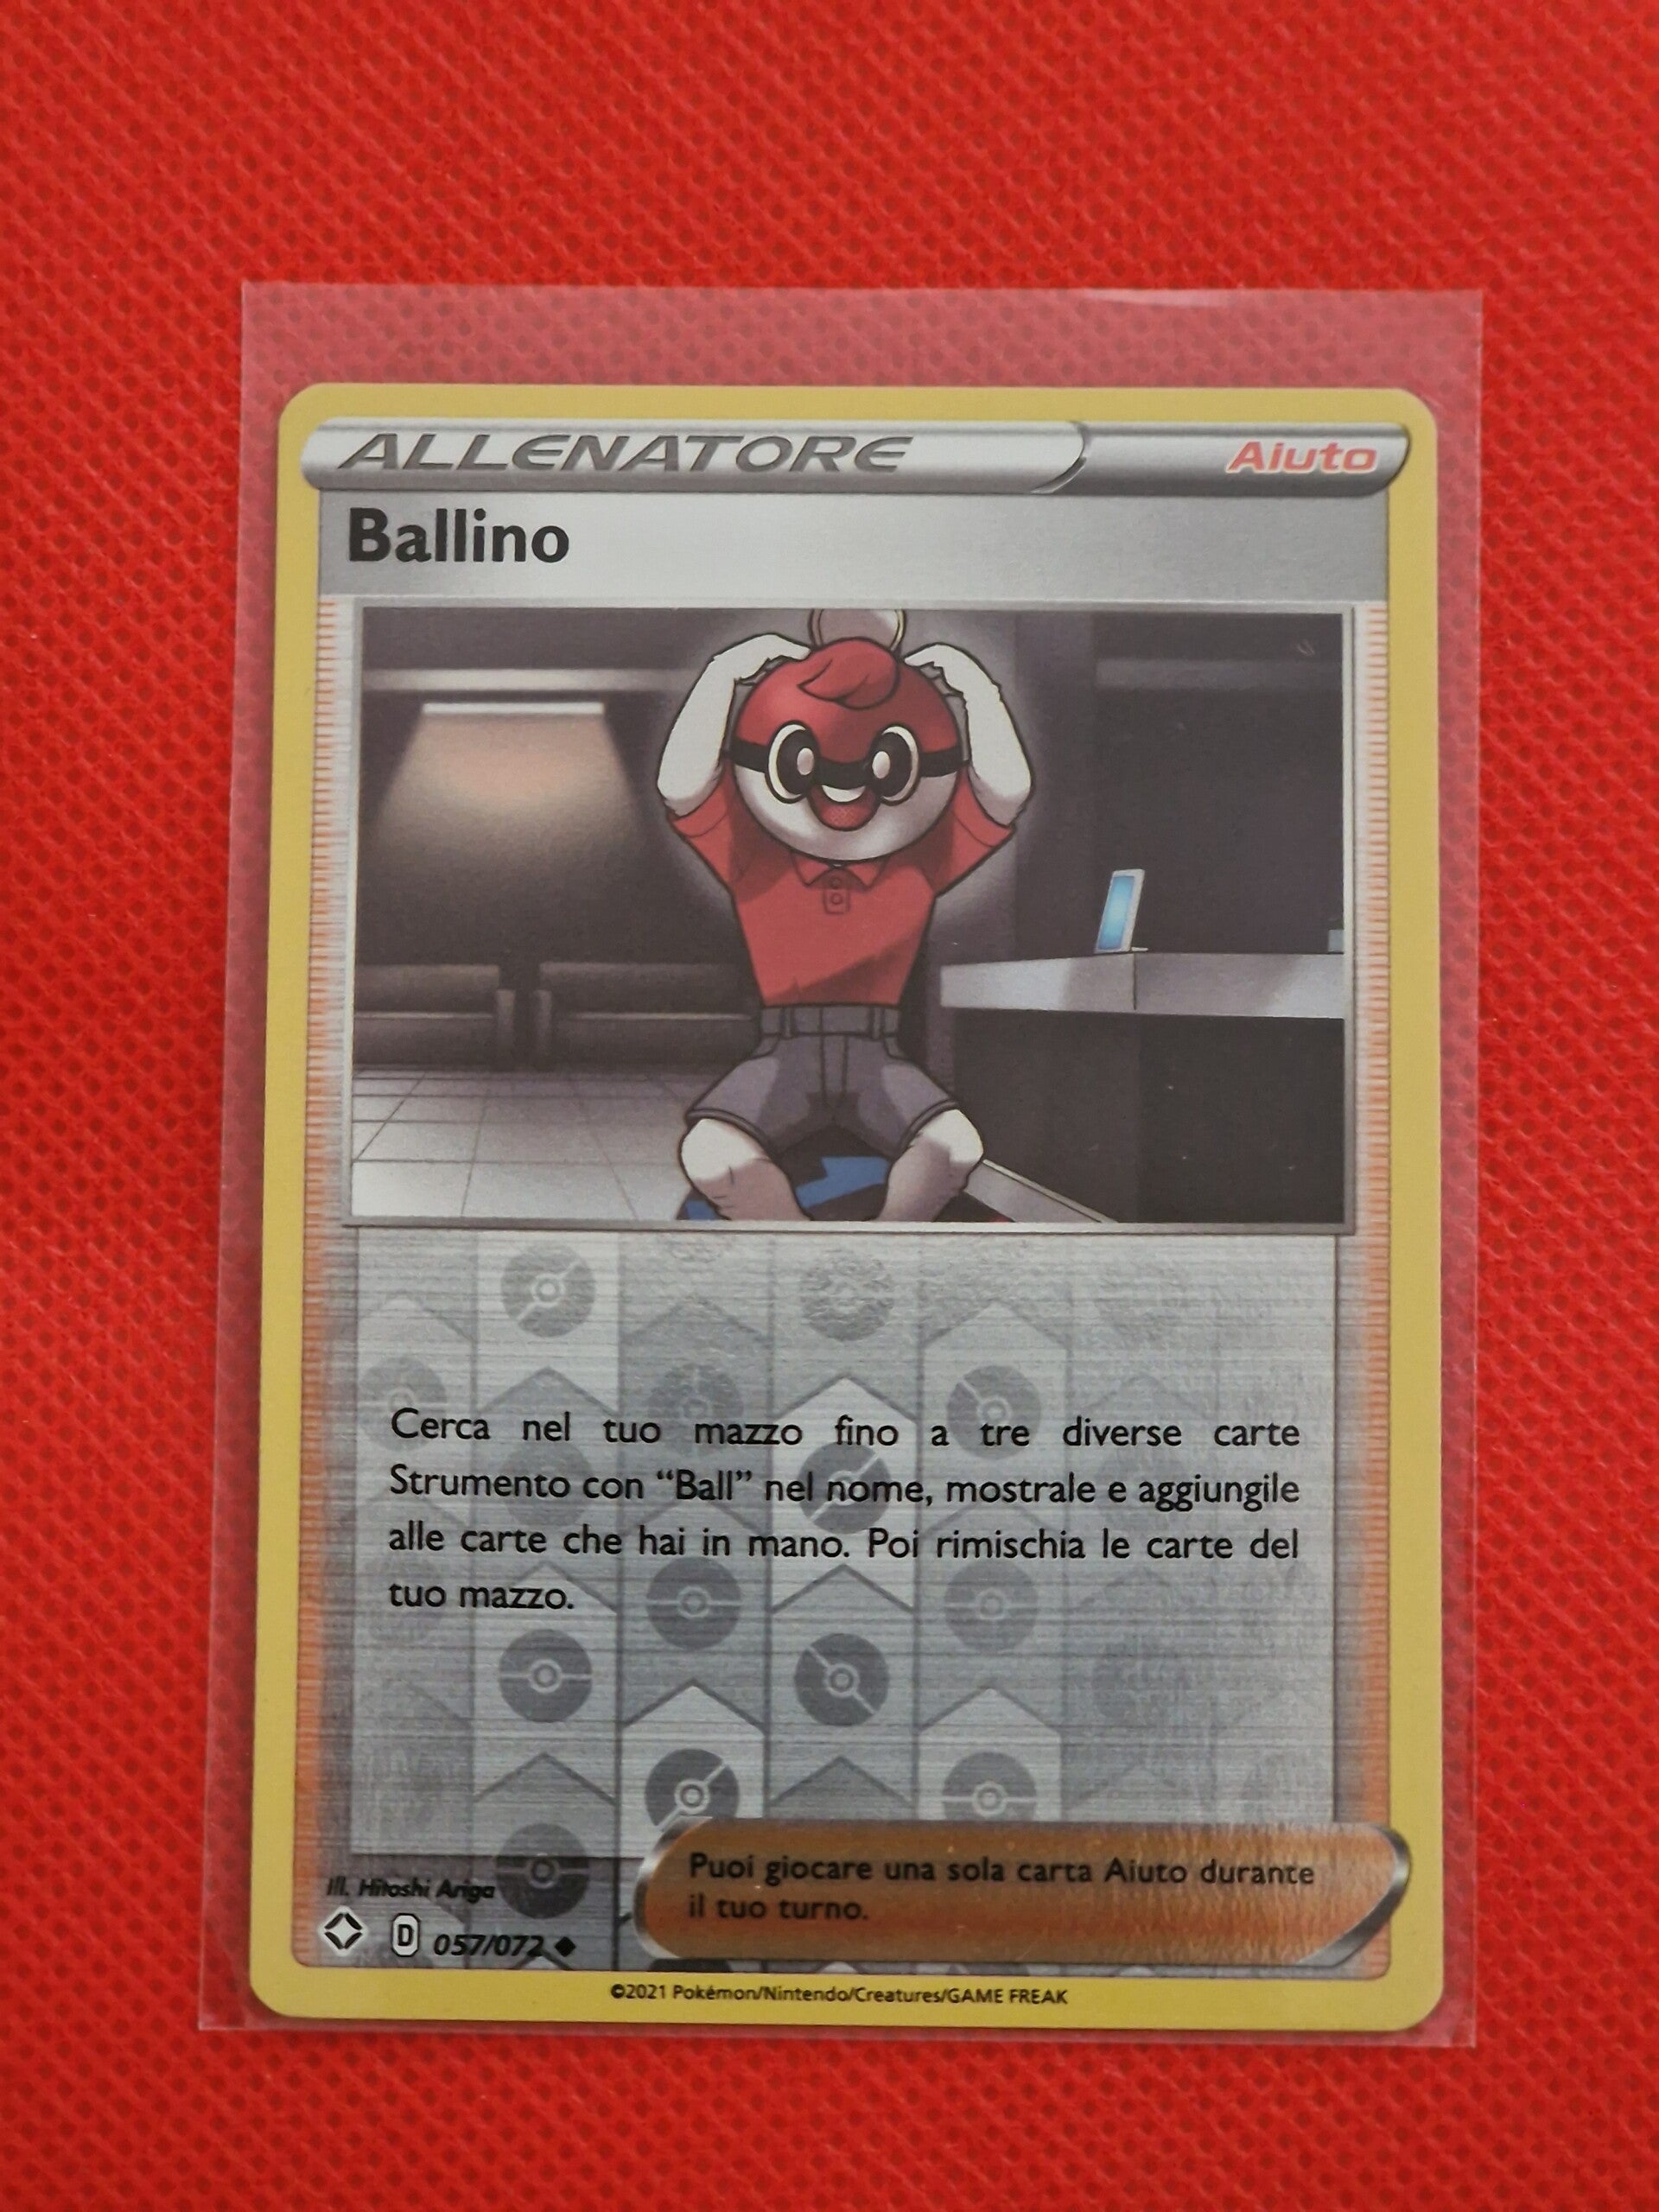 ALLENATORE
Aiuto
Ballino
Cerca nel tuo mazzo fino a tre diverse carte
Strumento con “Ball” nel nome, mostrale e aggiungile
alle carte che hai in mano. Poi rimischia le carte del
tuo mazzo.
Puoi giocare una sola carta Aiuto durante
il tuo turno.
Ill. Hitoshi Ariga
D 057/072
©2021 Pokémon/Nintendo/Creatures/GAME FREAK